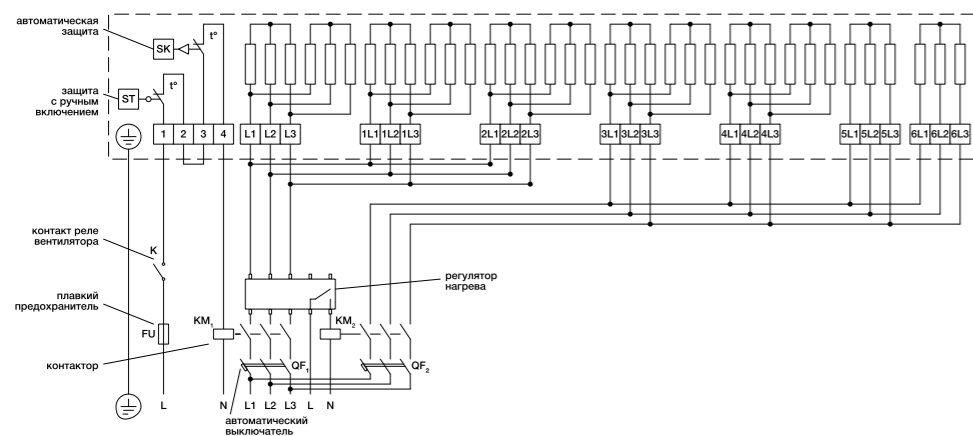 автоматическая
защита
SK
t°
защита
с ручным
включением
ST
t°
1 2 3 4 L1 L2 L3 1L1 1L2 1L3 2L1 2L2 2L3 3L1 3L2 3L3 4L1 4L2 4L3 5L1 5L2 5L3 6L1 6L2 6L3
контакт реле
вентилятора
K
регулятор
нагрева
плавкий
предохранитель
FU
KM1
KM2
контактор
QF1
QF2
L N L1 L2 L3 L N
автоматический
выключатель